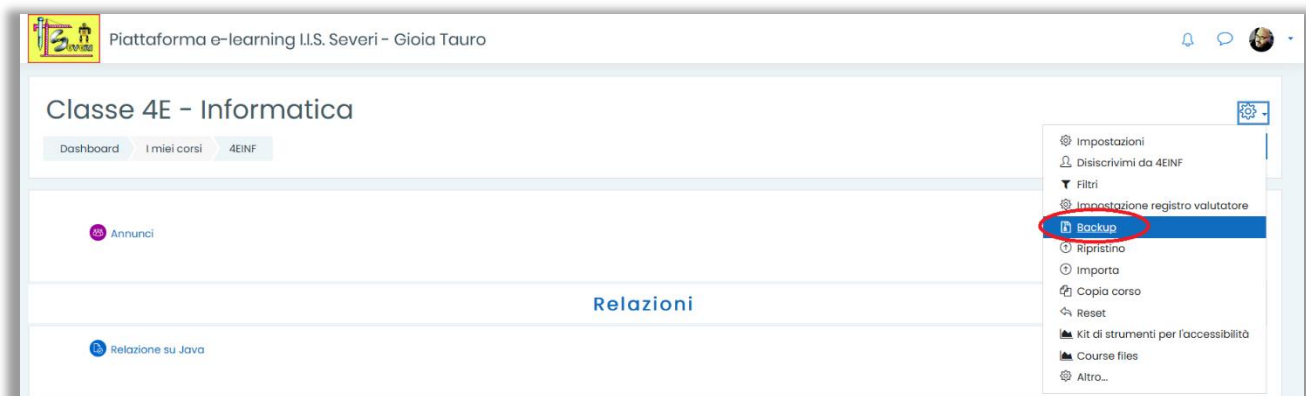 Severi
Piattaforma e-learning I.I.S. Severi - Gioia Tauro
Classe 4E - Informatica
Dashboard
I miei corsi
4EINF
Impostazioni
Disiscrivimi da 4EINF
Filtri
Impostazione registro valutatore
Backup
Ripristino
Importa
Copia corso
Reset
Kit di strumenti per l'accessibilità
Course files
Altro...
Annunci
Relazioni
Relazione su Java